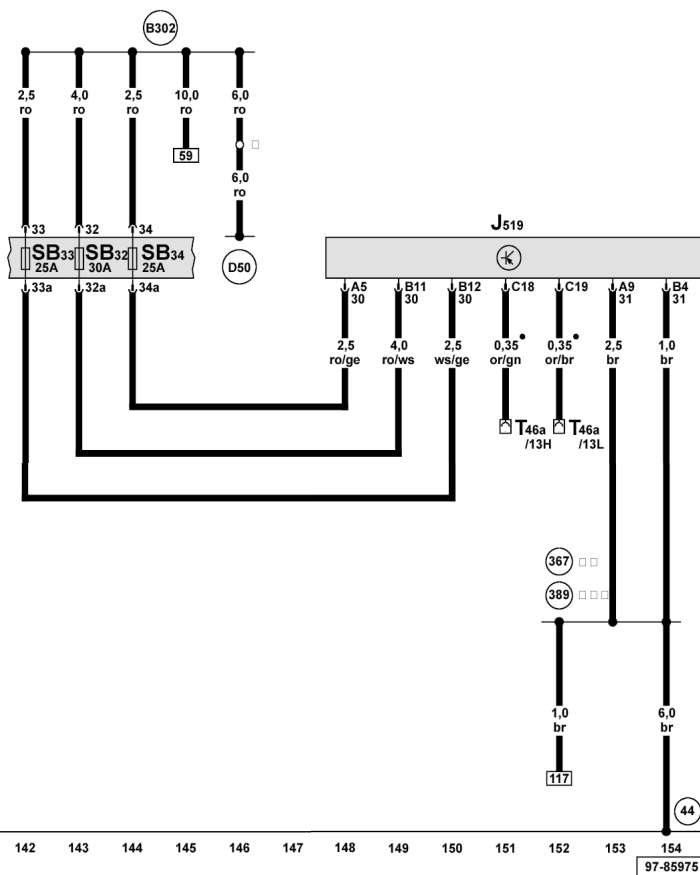 B302
2,5 4,0 2,5 10,0 6,0
ro ro ro ro ro
59
6,0
ro
33 32 34
J519
SB33 SB32 SB34
25A 30A 25A
D50
33a 32a 34a
A5 B11 B12 C18 C19 A9 B4
30 30 30 31 31
2,5 4,0 2,5 0,35 0,35 2,5 1,0
ro/ge ro/ws ws/ge or/gn or/br br br
T46a T46a
/13H /13L
367
389
1,0 6,0
br br
117
44
142 143 144 145 146 147 148 149 150 151 152 153 154
97-85975